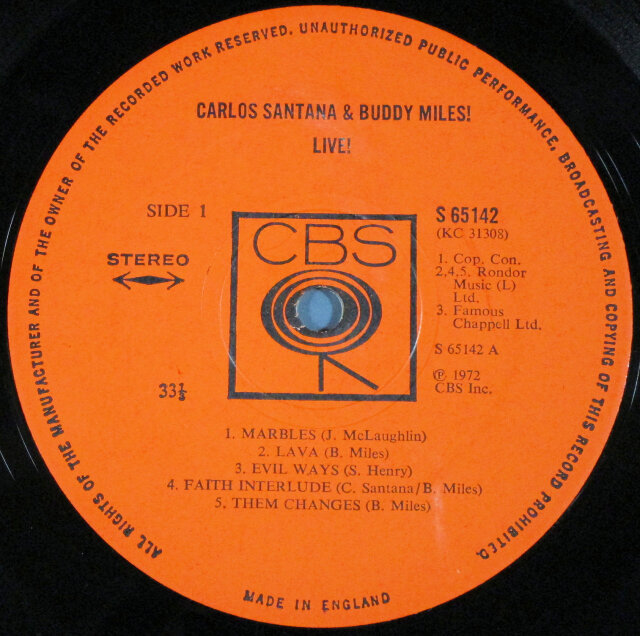 ALL RIGHTS OF THE MANUFACTURER AND OF THE OWNER OF THE RECORDED WORK RESERVED. UNAUTHORIZED PUBLIC PERFORMANCE, BROADCASTING AND COPYING OF THIS RECORD PROHIBITED.
CARLOS SANTANA & BUDDY MILES!
LIVE!
SIDE 1
STEREO
33⅓
CBS
S 65142
(KC 31308)
1. Cop. Con.
2,4,5. Rondor
Music (L)
Ltd.
3. Famous
Chappell Ltd.
S 65142 A
℗ 1972
CBS Inc.
1. MARBLES (J. McLaughlin)
2. LAVA (B. Miles)
3. EVIL WAYS (S. Henry)
4. FAITH INTERLUDE (C. Santana/B. Miles)
5. THEM CHANGES (B. Miles)
MADE IN ENGLAND